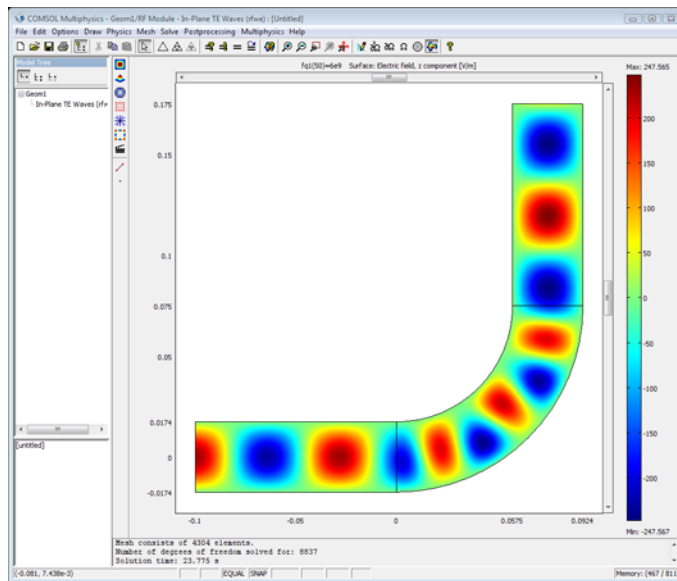 COMSOL Multiphysics - Geom1/RF Module - In-Plane TE Waves (rfwe) : [Untitled]
File Edit Options Draw Physics Mesh Solve Postprocessing Multiphysics Help
Model Tree
Geom1
In-Plane TE Waves (rfw
fq1(50)=6e9 Surface: Electric field, z component [V/m]
Max: 247.565
0.175
0.15
0.1
0.075
0.05
0.0174
0
-0.0174
-0.1
-0.05
0
0.0575
0.0924
200
150
100
50
0
-50
-100
-150
-200
Min: -247.567
[untitled]
Mesh consists of 4304 elements.
Number of degrees of freedom solved for: 8837
Solution time: 23.775 s
(-0.081, 7.438e-3)
EQUAL
SNAP
Memory: (467 / 811